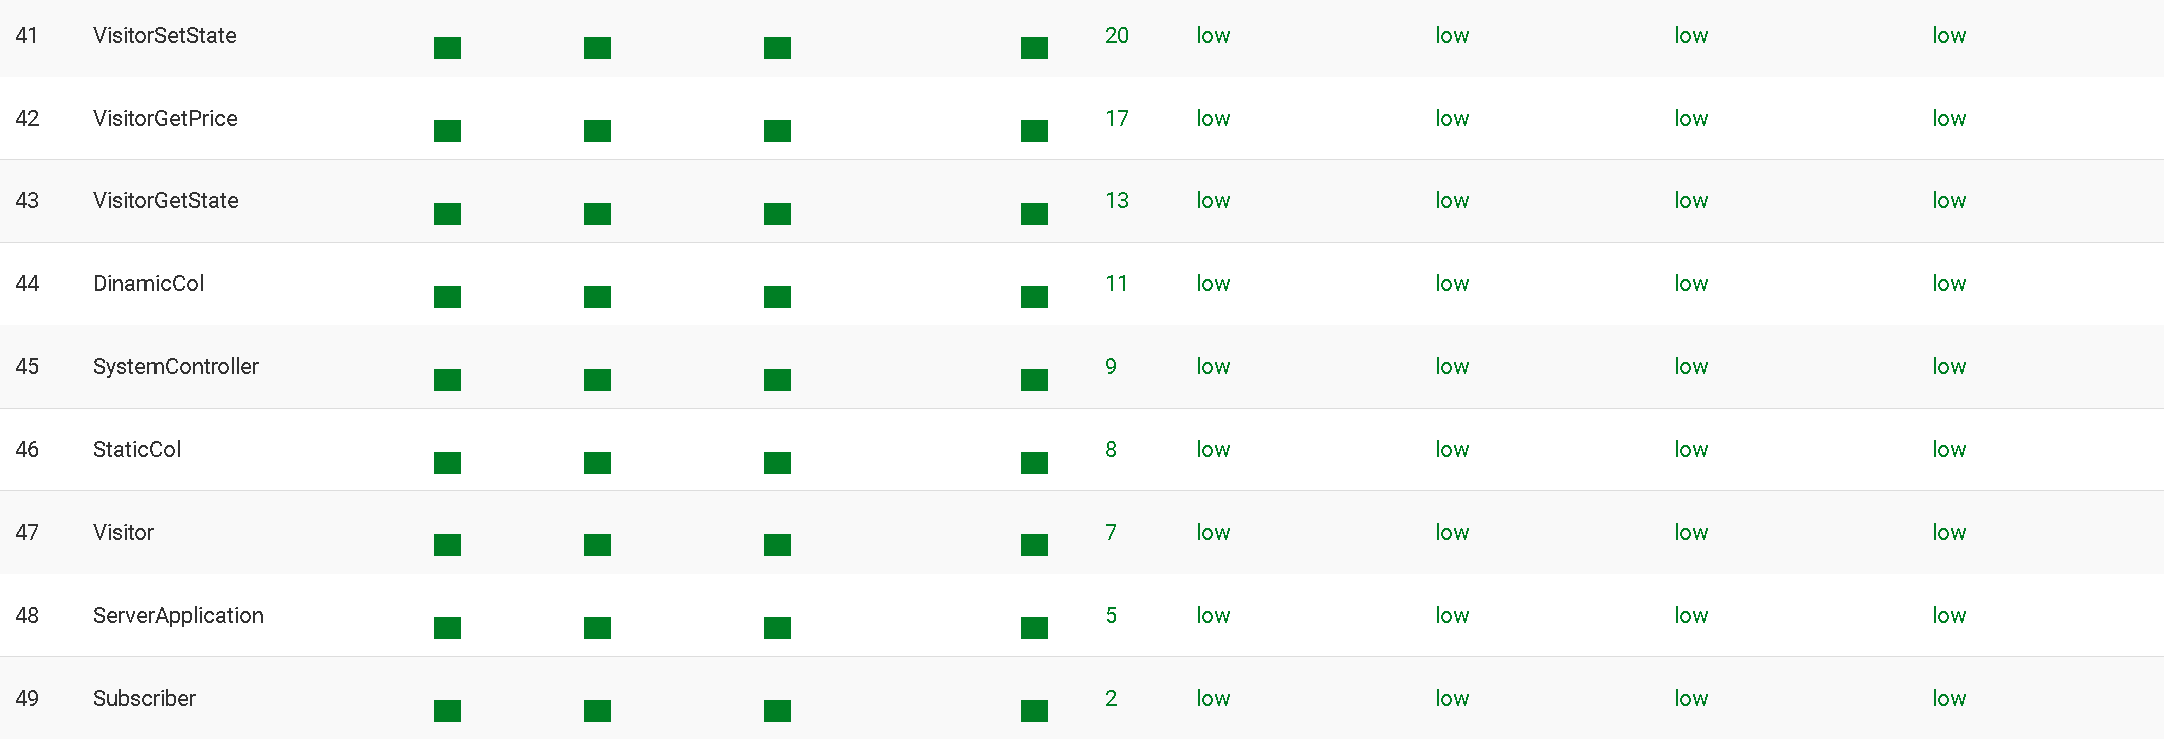 41 VisitorSetState 20 low low low low
42 VisitorGetPrice 17 low low low low
43 VisitorGetState 13 low low low low
44 DinamicCol 11 low low low low
45 SystemController 9 low low low low
46 StaticCol 8 low low low low
47 Visitor 7 low low low low
48 ServerApplication 5 low low low low
49 Subscriber 2 low low low low